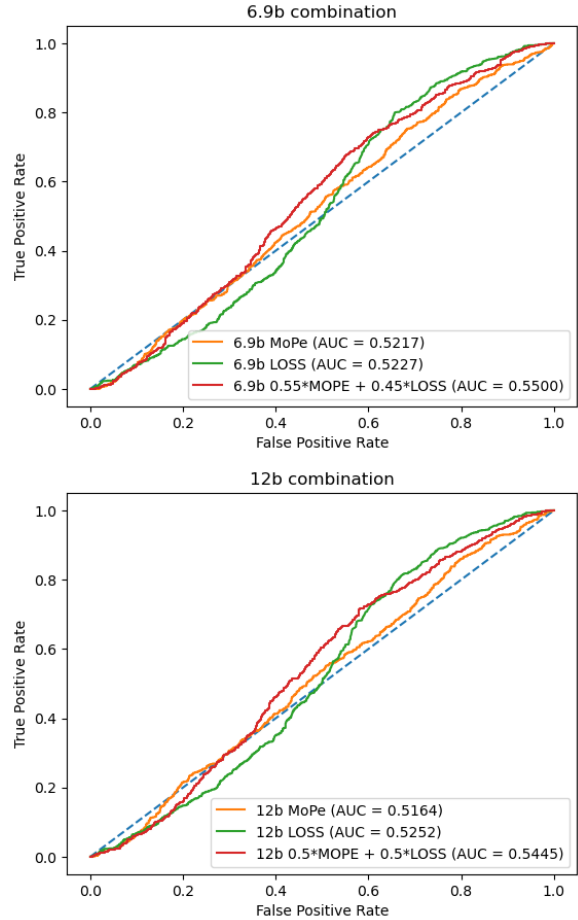 6.9b combination
1.0
0.8
0.6
0.4
0.2
0.0
True Positive Rate
6.9b MoPe (AUC = 0.5217)
6.9b LOSS (AUC = 0.5227)
6.9b 0.55*MOPE + 0.45*LOSS (AUC = 0.5500)
0.0 0.2 0.4 0.6 0.8 1.0
False Positive Rate
12b combination
1.0
0.8
0.6
0.4
0.2
0.0
True Positive Rate
12b MoPe (AUC = 0.5164)
12b LOSS (AUC = 0.5252)
12b 0.5*MOPE + 0.5*LOSS (AUC = 0.5445)
0.0 0.2 0.4 0.6 0.8 1.0
False Positive Rate